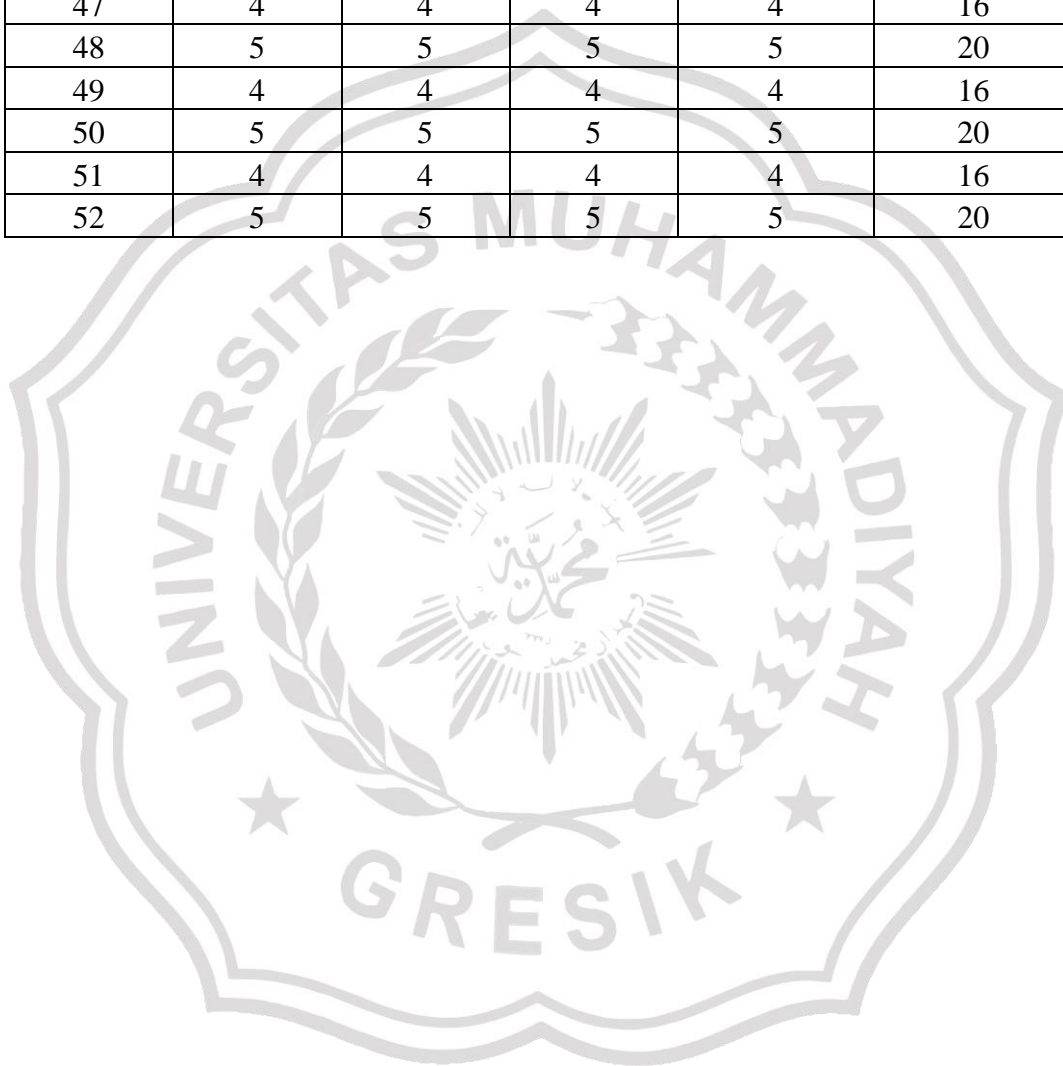 47 4 4 4 4 16
48 5 5 5 5 20
49 4 4 4 4 16
50 5 5 5 5 20
51 4 4 4 4 16
52 5 5 5 5 20
UNIVERSITAS MUHAMMADIYAH
محمدية
GRESIK